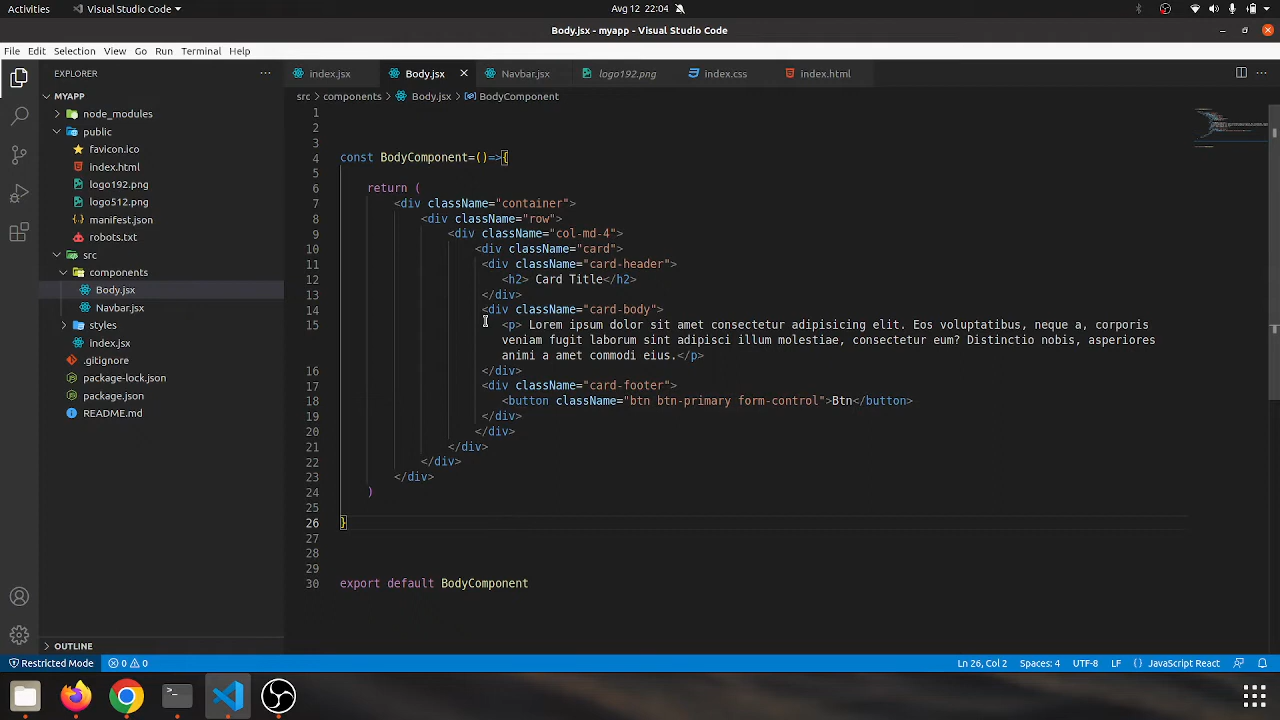 Activities
Visual Studio Code
Aug 12 22:04
Body.jsx - myapp - Visual Studio Code
File Edit Selection View Go Run Terminal Help
EXPLORER
index.jsx
Body.jsx
Navbar.jsx
logo192.png
index.css
index.html
MYAPP
src > components > Body.jsx > BodyComponent
node_modules
public
favicon.ico
index.html
logo192.png
logo512.png
manifest.json
robots.txt
src
components
Body.jsx
Navbar.jsx
styles
index.jsx
.gitignore
package-lock.json
package.json
README.md
OUTLINE
1
2
3
4 const BodyComponent=()=>{
5
6 return (
7 <div className="container">
8 <div className="row">
9 <div className="col-md-4">
10 <div className="card">
11 <div className="card-header">
12 <h2> Card Title</h2>
13 </div>
14 <div className="card-body">
15 <p> Lorem ipsum dolor sit amet consectetur adipisicing elit. Eos voluptatibus, neque a, corporis
veniam fugit laborum sint adipisci illum molestiae, consectetur eum? Distinctio nobis, asperiores
animi a amet commodi eius.</p>
16 </div>
17 <div className="card-footer">
18 <button className="btn btn-primary form-control">Btn</button>
19 </div>
20 </div>
21 </div>
22 </div>
23 </div>
24 )
25
26 }
27
28
29
30 export default BodyComponent
Restricted Mode
0 0
Ln 26, Col 2
Spaces: 4
UTF-8
LF
{} JavaScript React